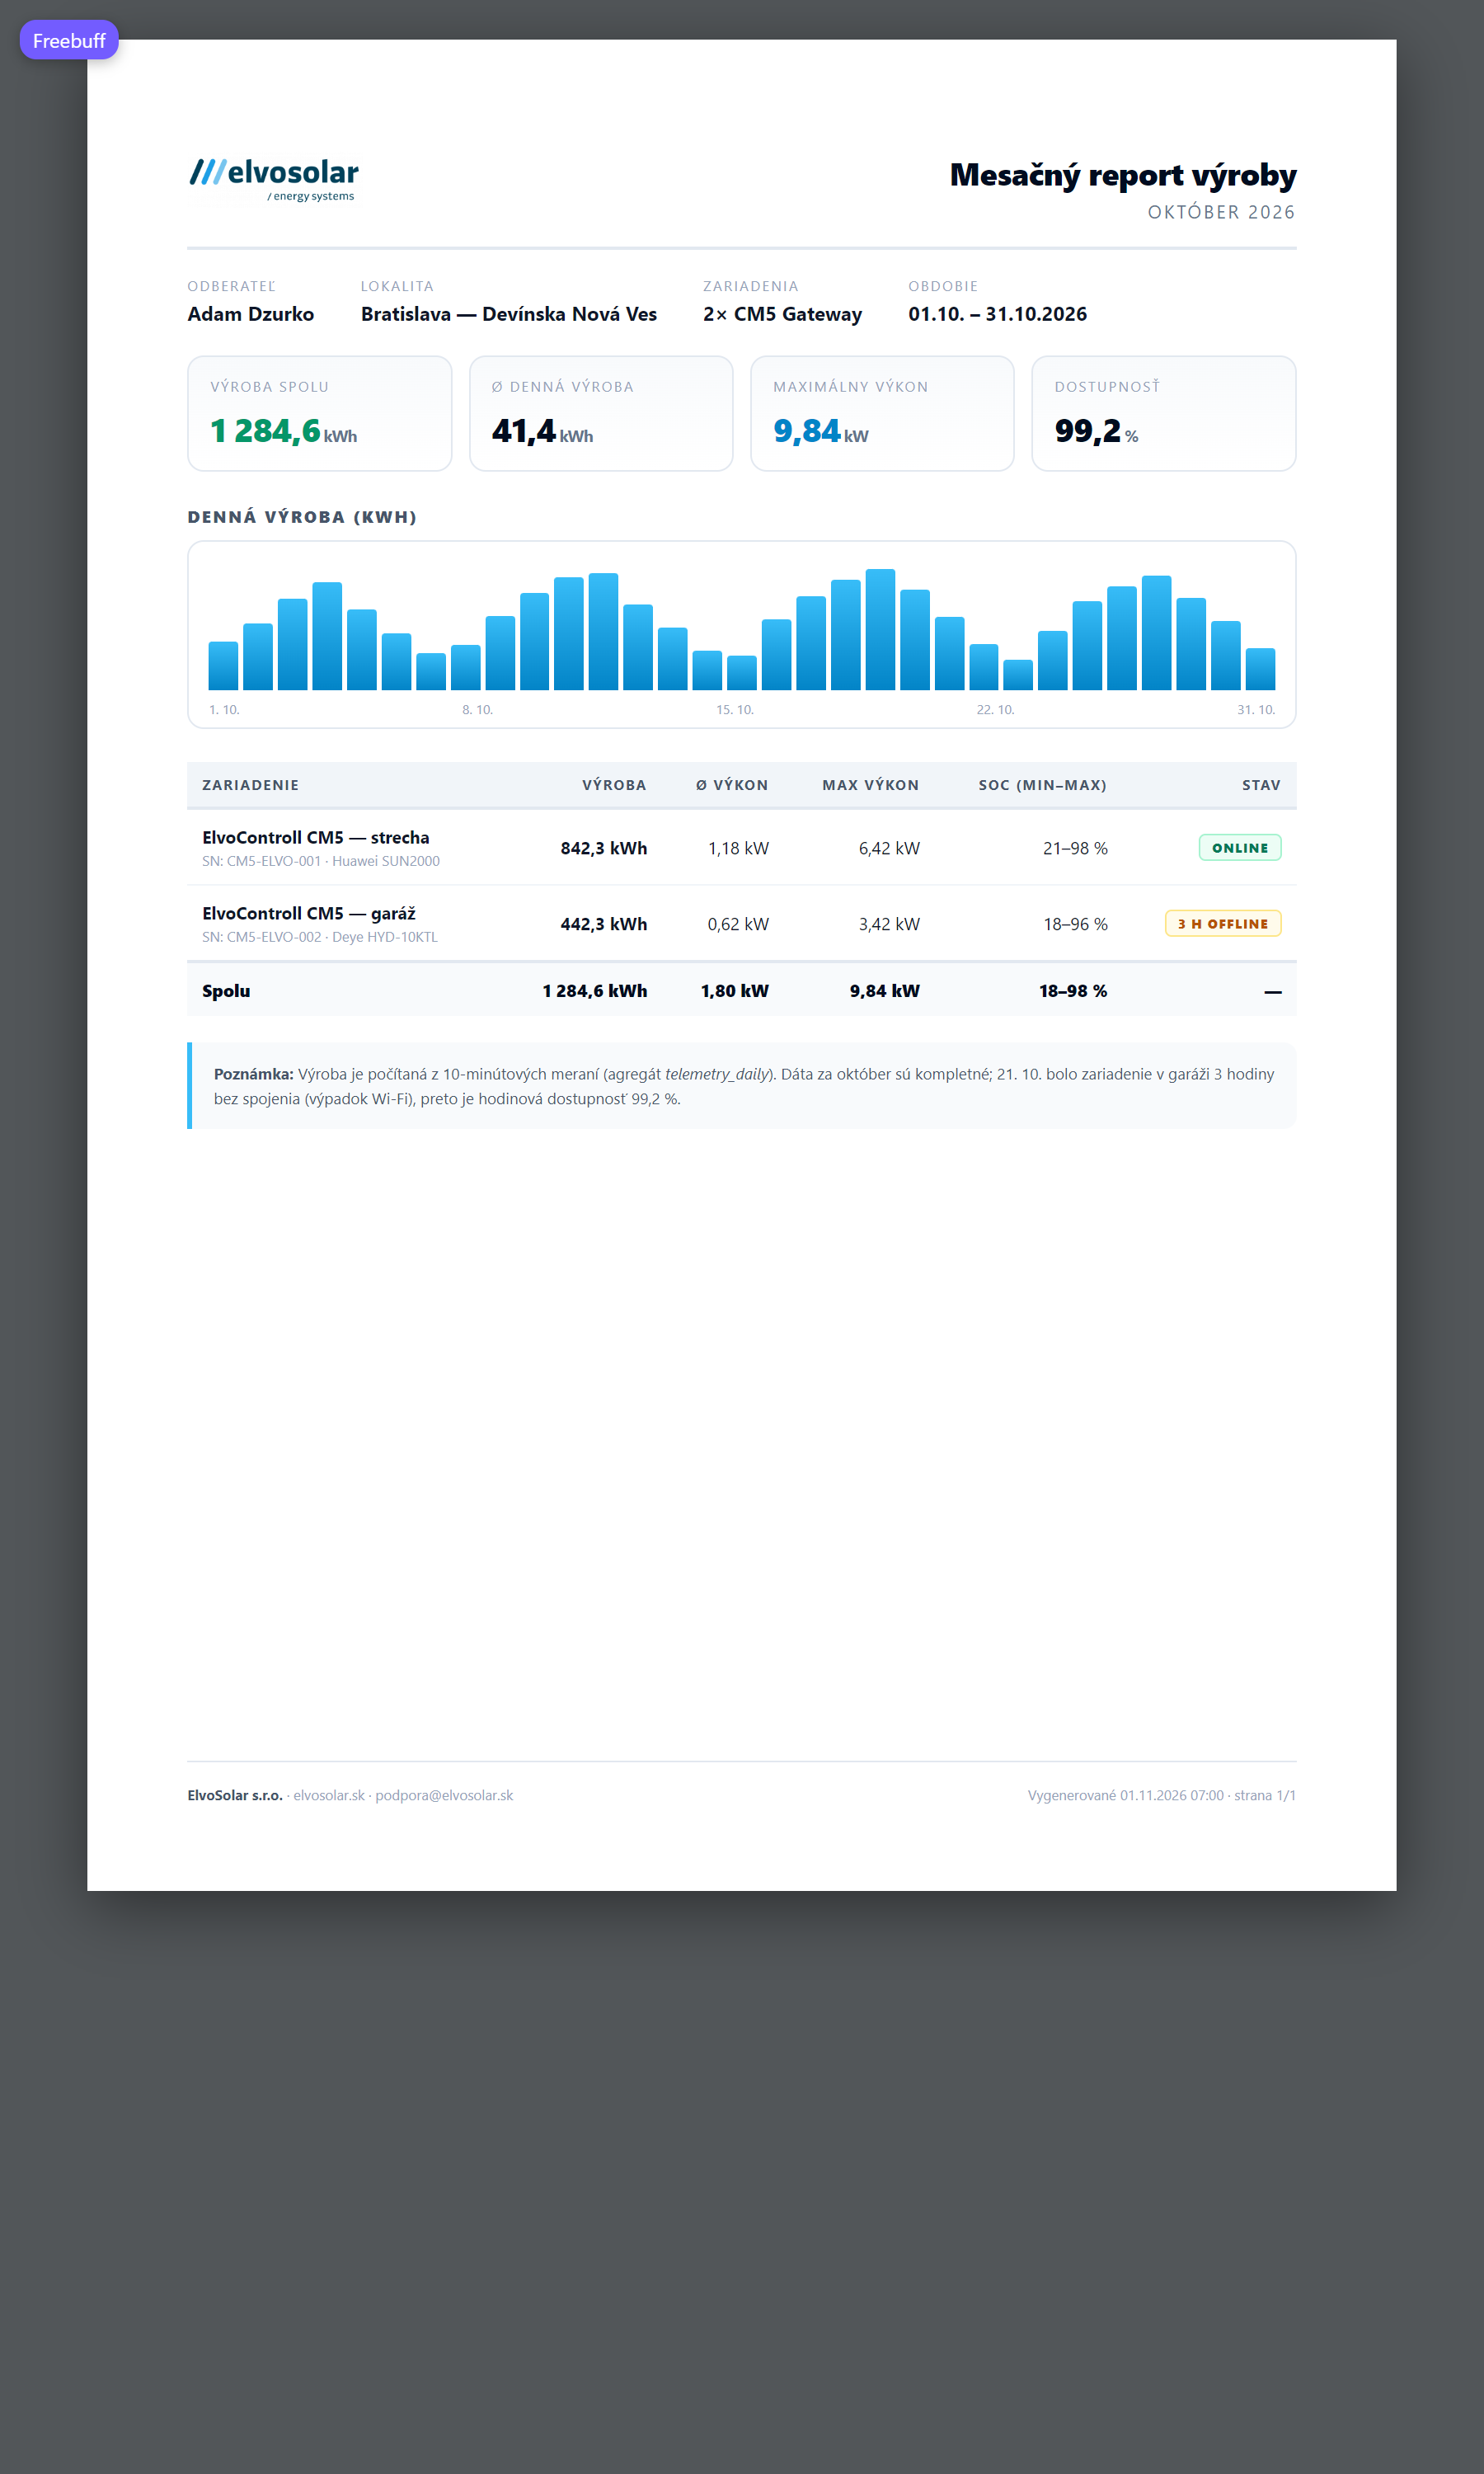 Freebuff
elvosolar
/ energy systems
Mesačný report výroby
OKTÓBER 2026
ODBERATEĽ
Adam Dzurko
LOKALITA
Bratislava — Devínska Nová Ves
ZARIADENIA
2× CM5 Gateway
OBDOBIE
01.10. – 31.10.2026
VÝROBA SPOLU
1 284,6 kWh
Ø DENNÁ VÝROBA
41,4 kWh
MAXIMÁLNY VÝKON
9,84 kW
DOSTUPNOSŤ
99,2 %
DENNÁ VÝROBA (KWH)
1. 10. 8. 10. 15. 10. 22. 10. 31. 10.
ZARIADENIE VÝROBA Ø VÝKON MAX VÝKON SOC (MIN–MAX) STAV
ElvoControll CM5 — strecha 842,3 kWh 1,18 kW 6,42 kW 21–98 % ONLINE
SN: CM5-ELVO-001 · Huawei SUN2000
ElvoControll CM5 — garáž 442,3 kWh 0,62 kW 3,42 kW 18–96 % 3 H OFFLINE
SN: CM5-ELVO-002 · Deye HYD-10KTL
Spolu 1 284,6 kWh 1,80 kW 9,84 kW 18–98 % —
Poznámka: Výroba je počítaná z 10-minútových meraní (agregát telemetry_daily). Dáta za október sú kompletné; 21. 10. bolo zariadenie v garáži 3 hodiny
bez spojenia (výpadok Wi-Fi), preto je hodinová dostupnosť 99,2 %.
ElvoSolar s.r.o. · elvosolar.sk · podpora@elvosolar.sk
Vygenerované 01.11.2026 07:00 · strana 1/1